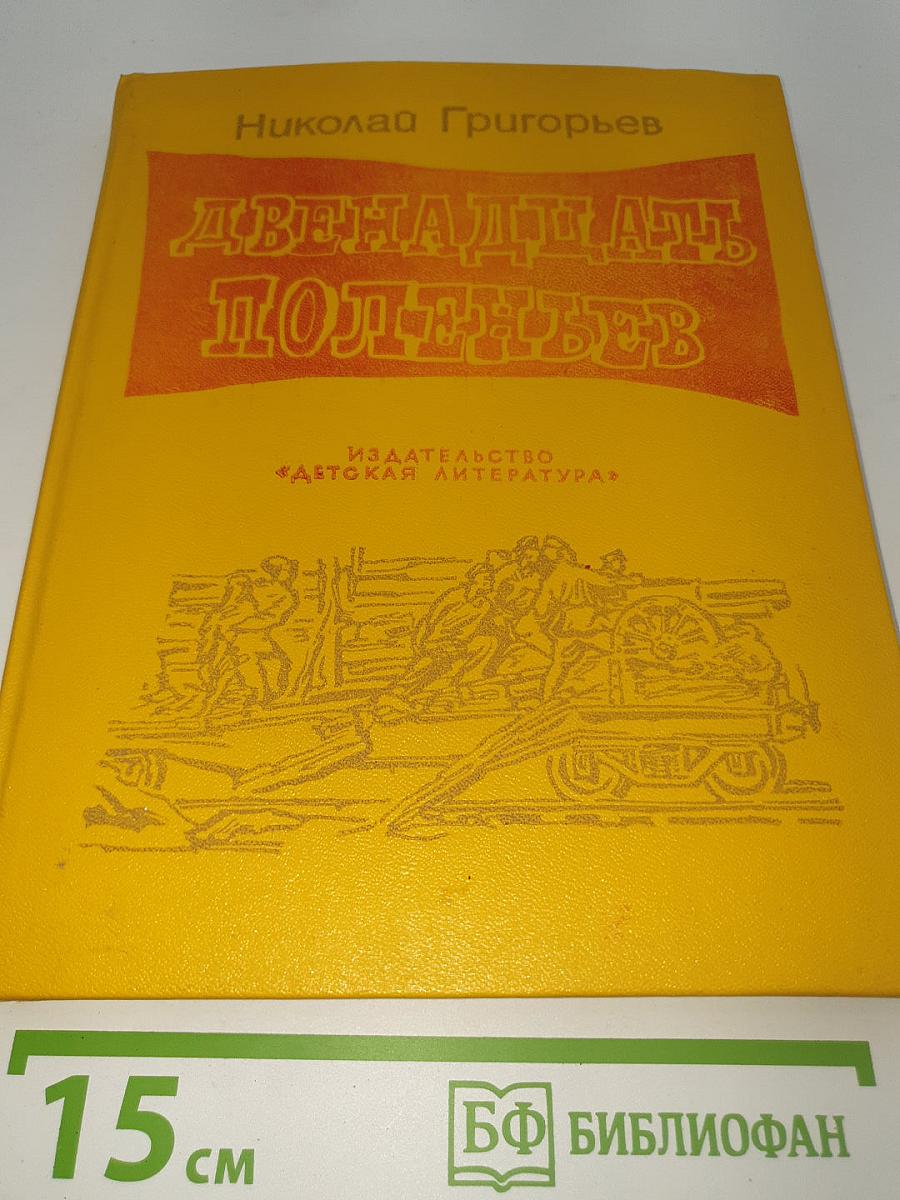 Николай Григорьев
ДВЕНАДЦАТЬ
ПОЛЕНЬЕВ
ИЗДАТЕЛЬСТВО
«ДЕТСКАЯ ЛИТЕРАТУРА»
15 см
БФ БИБЛИОФАН